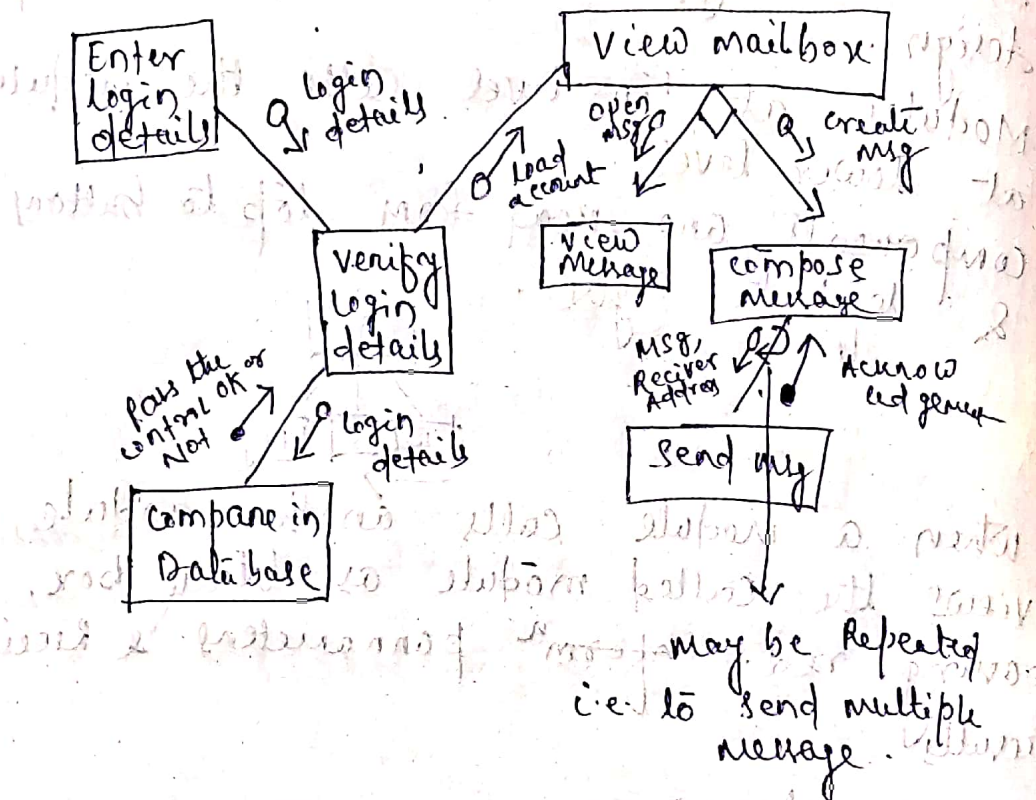 Enter
login
details
login
details
View mailbox
open
msg
create
msg
Load
account
View
Message
compose
message
verify
login
details
Msg,
Reciver
Address
Acknow
ledgement
Pass the
control OK or
Not
login
details
Send msg
compare in
Database
may be Repeated
i.e. to send multiple
message.